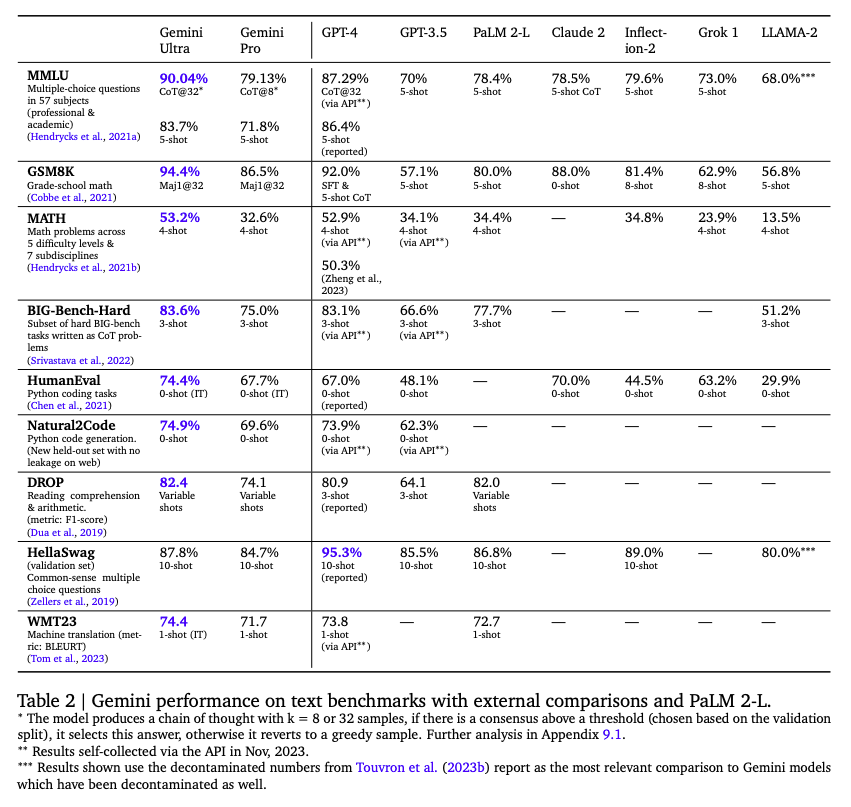 Gemini Ultra Gemini Pro GPT-4 GPT-3.5 PaLM 2-L Claude 2 Inflect-ion-2 Grok 1 LLAMA-2
MMLU 90.04% 79.13% 87.29% 70% 78.4% 78.5% 79.6% 73.0% 68.0%***
Multiple-choice questions CoT@32* CoT@8* CoT@32 5-shot 5-shot 5-shot CoT 5-shot 5-shot
in 57 subjects (via API**)
(professional &
academic) 83.7% 71.8% 86.4%
(Hendrycks et al., 2021a) 5-shot 5-shot 5-shot
(reported)
GSM8K 94.4% 86.5% 92.0% 57.1% 80.0% 88.0% 81.4% 62.9% 56.8%
Grade-school math Maj1@32 Maj1@32 SFT & 5-shot 5-shot 0-shot 8-shot 8-shot 5-shot
(Cobbe et al., 2021) 5-shot CoT
MATH 53.2% 32.6% 52.9% 34.1% 34.4% — 34.8% 23.9% 13.5%
Math problems across 4-shot 4-shot 4-shot 4-shot 4-shot 4-shot 4-shot
5 difficulty levels & (via API**) (via API**)
7 subdisciplines
(Hendrycks et al., 2021b) 50.3%
(Zheng et al.,
2023)
BIG-Bench-Hard 83.6% 75.0% 83.1% 66.6% 77.7% — — — 51.2%
Subset of hard BIG-bench 3-shot 3-shot 3-shot 3-shot 3-shot 3-shot
tasks written as CoT prob- (via API**) (via API**)
lems
(Srivastava et al., 2022)
HumanEval 74.4% 67.7% 67.0% 48.1% — 70.0% 44.5% 63.2% 29.9%
Python coding tasks 0-shot (IT) 0-shot (IT) 0-shot 0-shot 0-shot 0-shot 0-shot 0-shot
(Chen et al., 2021) (reported)
Natural2Code 74.9% 69.6% 73.9% 62.3% — — — — —
Python code generation. 0-shot 0-shot 0-shot 0-shot
(New held-out set with no (via API**) (via API**)
leakage on web)
DROP 82.4 74.1 80.9 64.1 82.0 — — — —
Reading comprehension Variable Variable 3-shot 3-shot Variable
& arithmetic. shots shots (reported) shots
(metric: F1-score)
(Dua et al., 2019)
HellaSwag 87.8% 84.7% 95.3% 85.5% 86.8% — 89.0% — 80.0%***
(validation set) 10-shot 10-shot 10-shot 10-shot 10-shot 10-shot
Common-sense multiple (reported)
choice questions
(Zellers et al., 2019)
WMT23 74.4 71.7 73.8 — 72.7 — — — —
Machine translation (met- 1-shot (IT) 1-shot 1-shot 1-shot
ric: BLEURT) (via API**)
(Tom et al., 2023)
Table 2 | Gemini performance on text benchmarks with external comparisons and PaLM 2-L.
* The model produces a chain of thought with k = 8 or 32 samples, if there is a consensus above a threshold (chosen based on the validation
split), it selects this answer, otherwise it reverts to a greedy sample. Further analysis in Appendix 9.1.
** Results self-collected via the API in Nov, 2023.
*** Results shown use the decontaminated numbers from Touvron et al. (2023b) report as the most relevant comparison to Gemini models
which have been decontaminated as well.